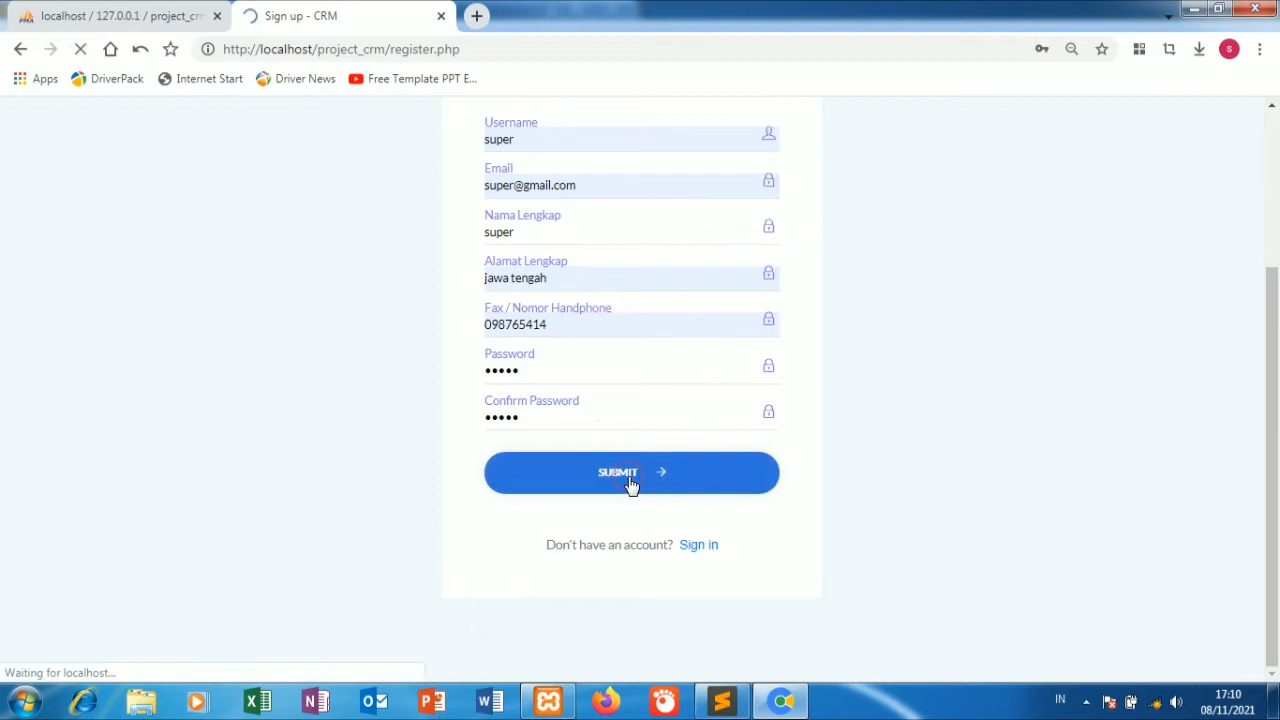 localhost / 127.0.0.1 / project_crm
Sign up - CRM
http://localhost/project_crm/register.php
S
Apps
DriverPack
Internet Start
Driver News
Free Template PPT E...
Username
super
Email
super@gmail.com
Nama Lengkap
super
Alamat Lengkap
jawa tengah
Fax / Nomor Handphone
098765414
Password
•••••
Confirm Password
•••••
SUBMIT
Don't have an account? Sign in
Waiting for localhost...
IN
17:10
08/11/2021